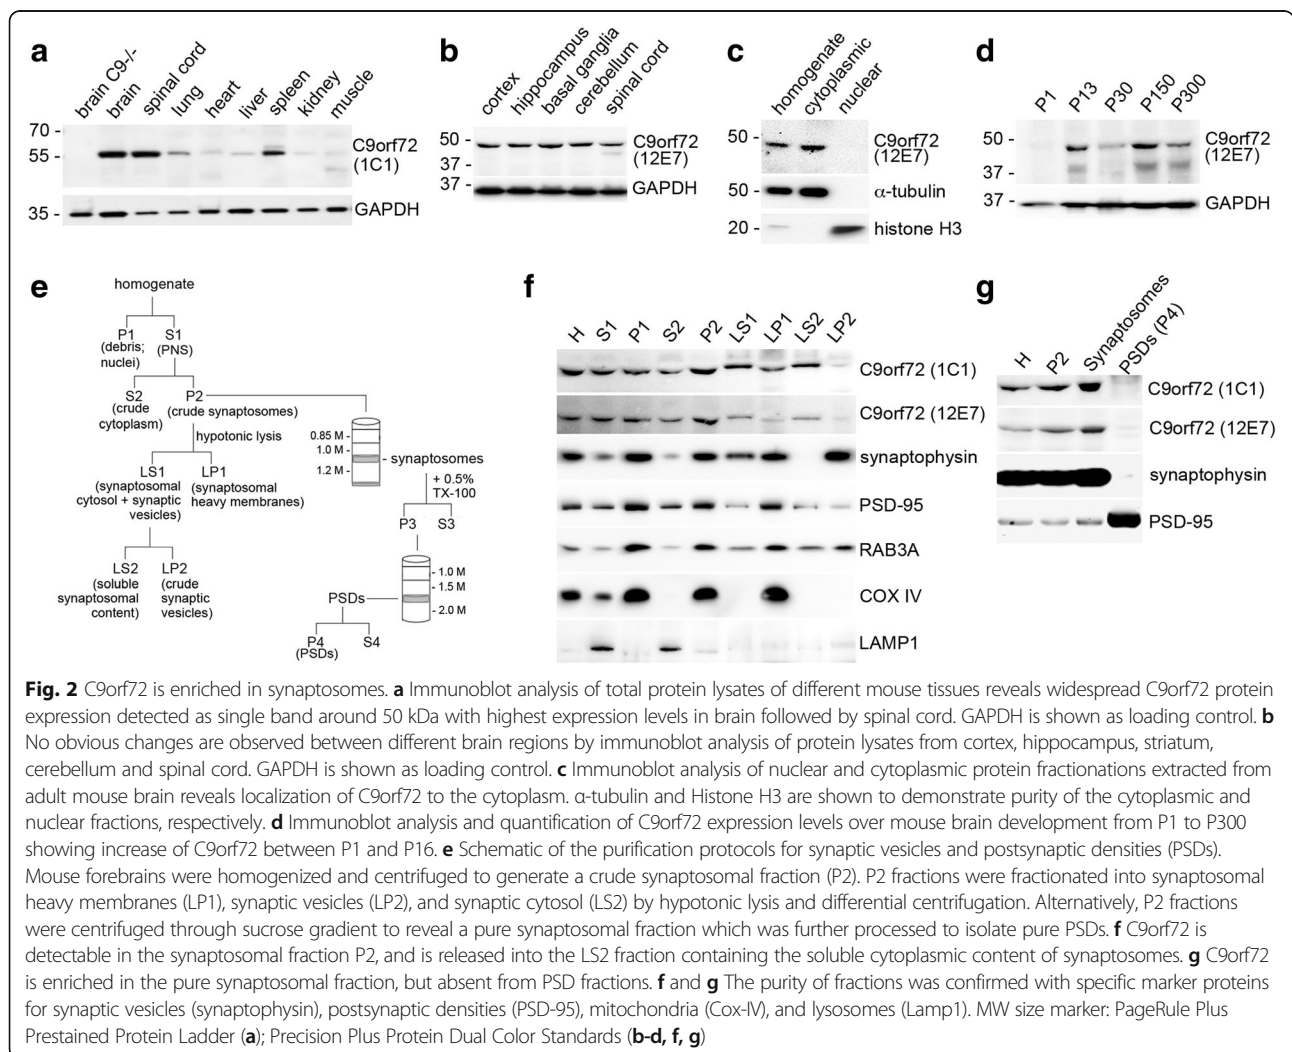 a
brain C9-/-
brain
spinal cord
lung
heart
liver
spleen
kidney
muscle
70 -
55 -
35 -
C9orf72
(1C1)
GAPDH
b
cortex
hippocampus
basal ganglia
cerebellum
spinal cord
50 -
37 -
37 -
C9orf72
(12E7)
GAPDH
c
homogenate
cytoplasmic
nuclear
50 -
50 -
20 -
C9orf72
(12E7)
α-tubulin
histone H3
d
P1
P13
P30
P150
P300
50 -
37 -
37 -
C9orf72
(12E7)
GAPDH
e
homogenate
P1
(debris;
nuclei)
S1
(PNS)
S2
(crude
cytoplasm)
P2
(crude synaptosomes)
hypotonic lysis
LS1
(synaptosomal
cytosol + synaptic
vesicles)
LP1
(synaptosomal
heavy membranes)
LS2
(soluble
synaptosomal
content)
LP2
(crude
synaptic
vesicles)
0.85 M -
1.0 M -
1.2 M -
- synaptosomes
+ 0.5%
TX-100
P3
S3
- 1.0 M
- 1.5 M
- 2.0 M
PSDs
P4
(PSDs)
S4
f
H
S1
P1
S2
P2
LS1
LP1
LS2
LP2
C9orf72 (1C1)
C9orf72 (12E7)
synaptophysin
PSD-95
RAB3A
COX IV
LAMP1
g
H
P2
Synaptosomes
PSDs (P4)
C9orf72 (1C1)
C9orf72 (12E7)
synaptophysin
PSD-95
Fig. 2 C9orf72 is enriched in synaptosomes. a Immunoblot analysis of total protein lysates of different mouse tissues reveals widespread C9orf72 protein
expression detected as single band around 50 kDa with highest expression levels in brain followed by spinal cord. GAPDH is shown as loading control. b
No obvious changes are observed between different brain regions by immunoblot analysis of protein lysates from cortex, hippocampus, striatum,
cerebellum and spinal cord. GAPDH is shown as loading control. c Immunoblot analysis of nuclear and cytoplasmic protein fractionations extracted from
adult mouse brain reveals localization of C9orf72 to the cytoplasm. α-tubulin and Histone H3 are shown to demonstrate purity of the cytoplasmic and
nuclear fractions, respectively. d Immunoblot analysis and quantification of C9orf72 expression levels over mouse brain development from P1 to P300
showing increase of C9orf72 between P1 and P16. e Schematic of the purification protocols for synaptic vesicles and postsynaptic densities (PSDs).
Mouse forebrains were homogenized and centrifuged to generate a crude synaptosomal fraction (P2). P2 fractions were fractionated into synaptosomal
heavy membranes (LP1), synaptic vesicles (LP2), and synaptic cytosol (LS2) by hypotonic lysis and differential centrifugation. Alternatively, P2 fractions
were centrifuged through sucrose gradient to reveal a pure synaptosomal fraction which was further processed to isolate pure PSDs. f C9orf72 is
detectable in the synaptosomal fraction P2, and is released into the LS2 fraction containing the soluble cytoplasmic content of synaptosomes. g C9orf72
is enriched in the pure synaptosomal fraction, but absent from PSD fractions. f and g The purity of fractions was confirmed with specific marker proteins
for synaptic vesicles (synaptophysin), postsynaptic densities (PSD-95), mitochondria (Cox-IV), and lysosomes (Lamp1). MW size marker: PageRule Plus
Prestained Protein Ladder (a); Precision Plus Protein Dual Color Standards (b-d, f, g)